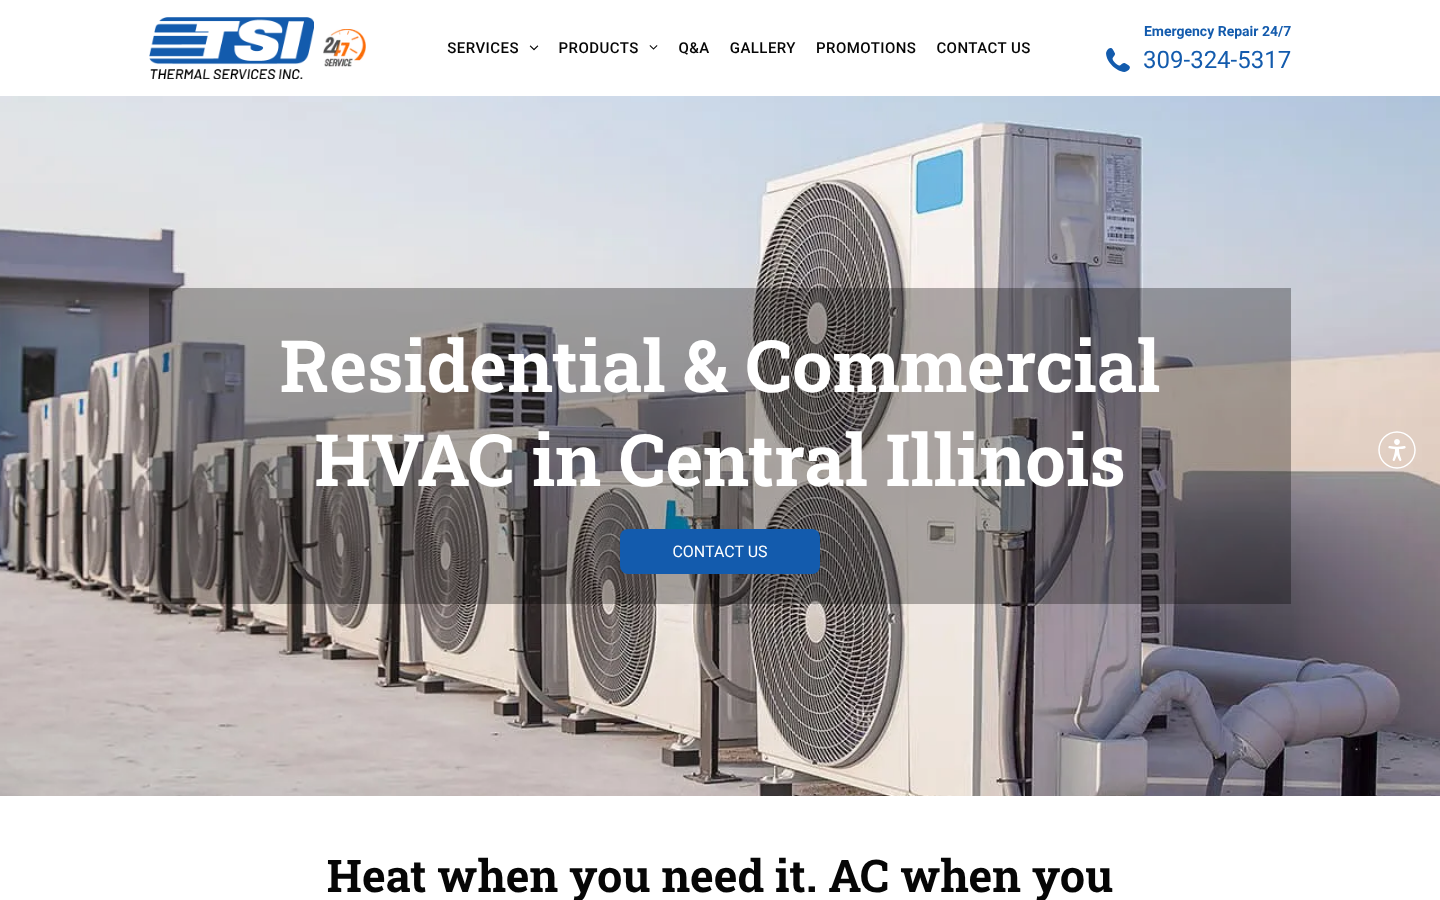 TSI
THERMAL SERVICES INC.
24/7
SERVICE
SERVICES
PRODUCTS
Q&A
GALLERY
PROMOTIONS
CONTACT US
Emergency Repair 24/7
309-324-5317
Residential & Commercial
HVAC in Central Illinois
CONTACT US
Heat when you need it. AC when you